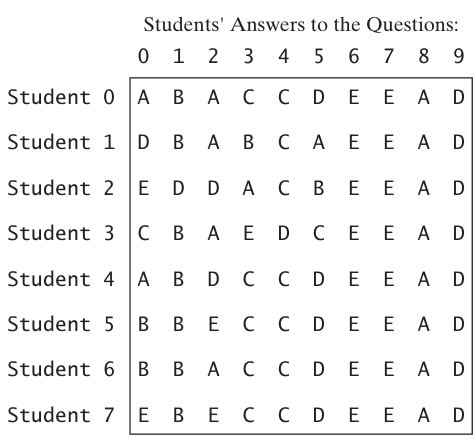 Students' Answers to the Questions:
0 1 2 3 4 5 6 7 8 9
Student 0 A B A C C D E E A D
Student 1 D B A B C A E E A D
Student 2 E D D A C B E E A D
Student 3 C B A E D C E E A D
Student 4 A B D C C D E E A D
Student 5 B B E C C D E E A D
Student 6 B B A C C D E E A D
Student 7 E B E C C D E E A D